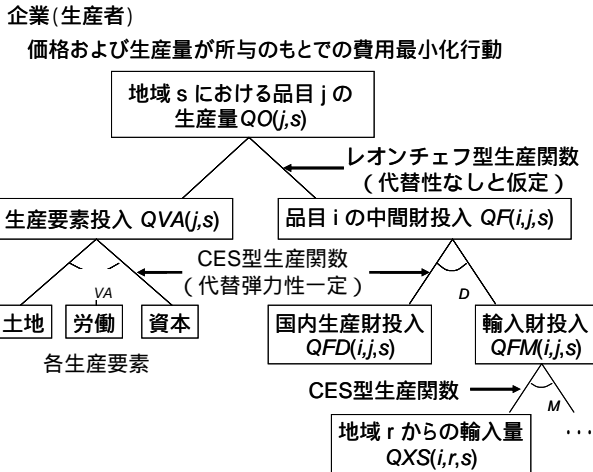 企業(生産者)
価格および生産量が所与のもとでの費用最小化行動
地域 s における品目 j の
生産量QO(j,s)
レオンチェフ型生産関数
(代替性なしと仮定)
生産要素投入 QVA(j,s)
品目 i の中間財投入 QF(i,j,s)
CES型生産関数
(代替弾力性一定)
VA
D
土地
労働
資本
国内生産財投入
QFD(i,j,s)
輸入財投入
QFM(i,j,s)
各生産要素
CES型生産関数
M
地域 r からの輸入量
QXS(i,r,s)
・・・